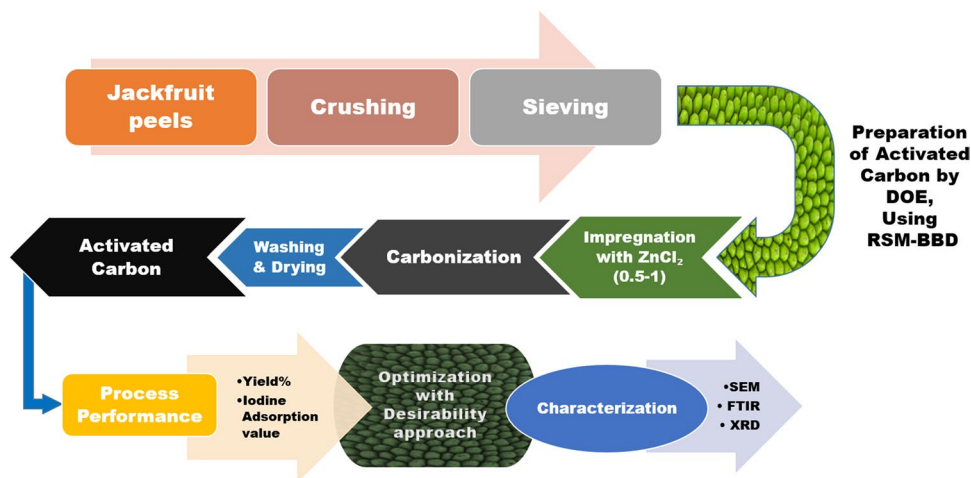 Jackfruit
peels
Crushing
Sieving
Preparation
of Activated
Carbon by
DOE,
Using
RSM-BBD
Activated
Carbon
Washing
& Drying
Carbonization
Impregnation
with ZnCl₂
(0.5-1)
Process
Performance
•Yield%
•Iodine
Adsorption
value
Optimization
with
Desirability
approach
Characterization
•SEM
• FTIR
• XRD